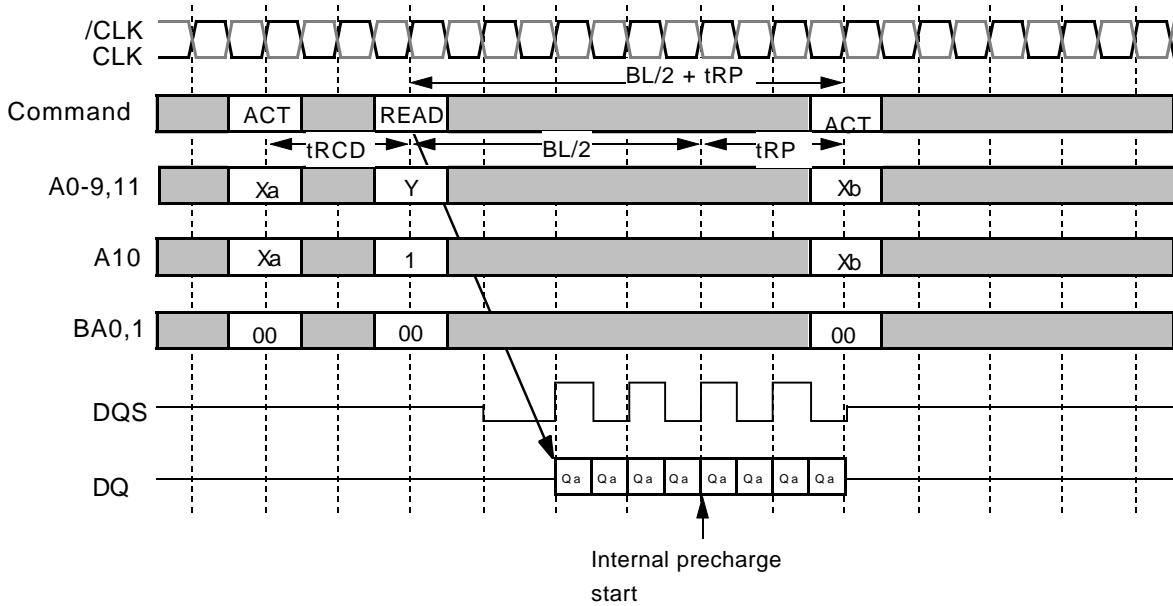 /CLK
CLK
BL/2 + tRP
Command
ACT
READ
ACT
tRCD
BL/2
tRP
A0-9,11
Xa
Y
Xb
A10
Xa
1
Xb
BA0,1
00
00
00
DQS
DQ
Qa Qa Qa Qa Qa Qa Qa Qa
Internal precharge
start